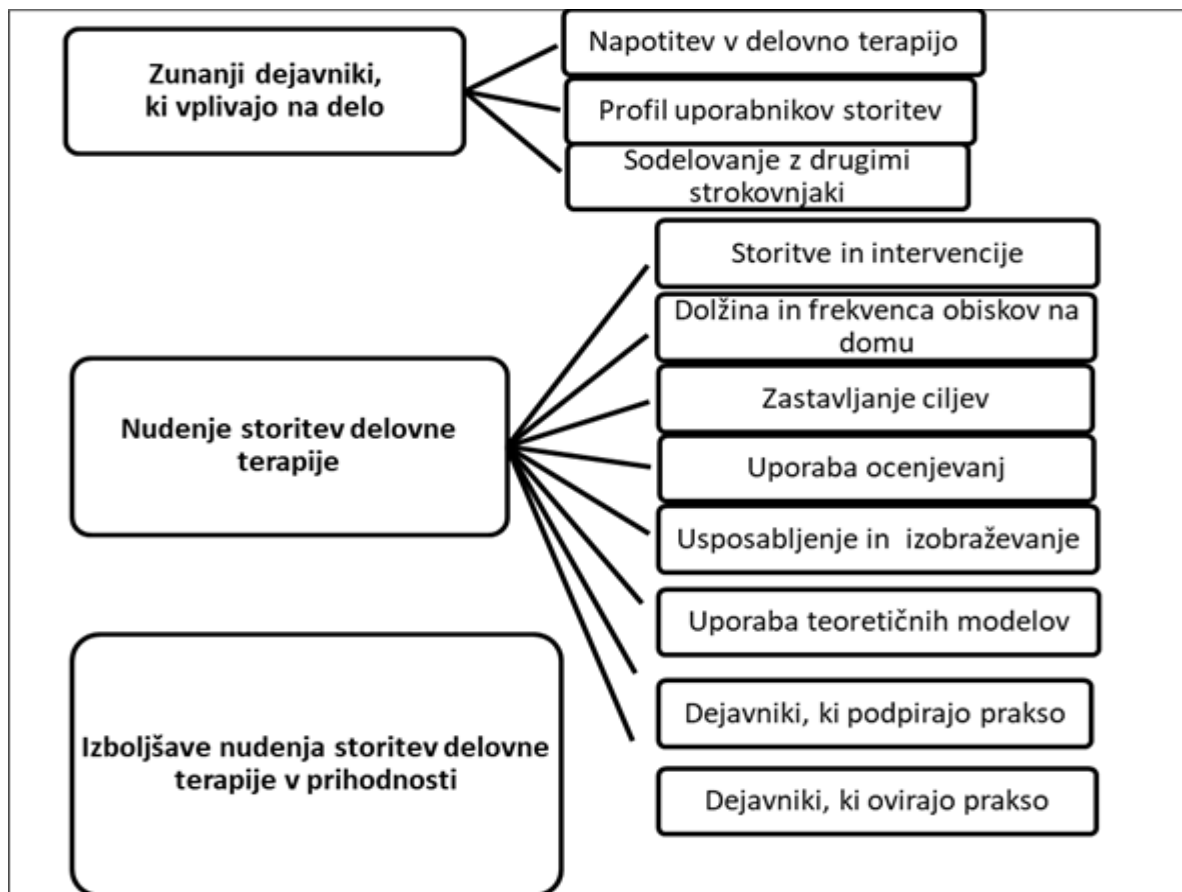 Zunanji dejavniki,
ki vplivajo na delo
Napotitev v delovno terapijo
Profil uporabnikov storitev
Sodelovanje z drugimi
strokovnjaki
Nudenje storitev delovne
terapije
Storitve in intervencije
Dolžina in frekvenca obiskov na
domu
Zastavljanje ciljev
Uporaba ocenjevanj
Usposabljenje in  izobraževanje
Uporaba teoretičnih modelov
Dejavniki, ki podpirajo prakso
Dejavniki, ki ovirajo prakso
Izboljšave nudenja storitev delovne
terapije v prihodnosti